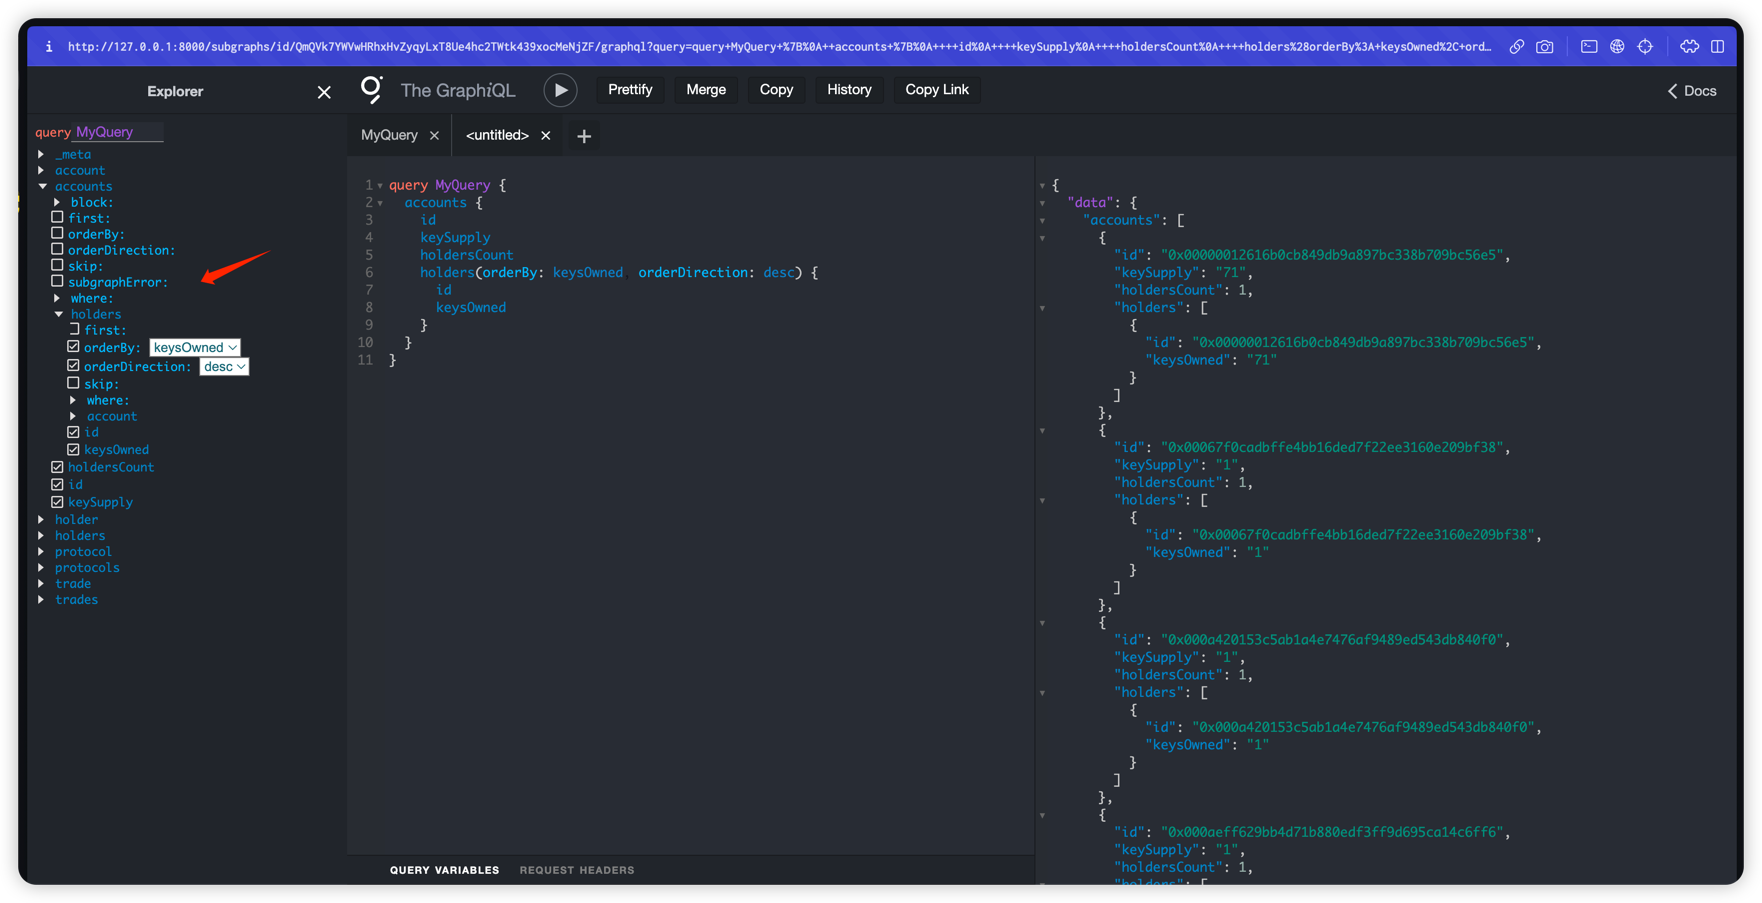 http://127.0.0.1:8000/subgraphs/id/QmQVk7YWVwHRhxHvZyqyLxT8Ue4hc2TWtk439xocMeNjZF/graphql?query=query+MyQuery+%7B%0A++accounts+%7B%0A++++id%0A++++keySupply%0A++++holdersCount%0A++++holders%28orderBy%3A+keysOwned%2C+ord...
Explorer
The GraphiQL
Prettify
Merge
Copy
History
Copy Link
Docs
query MyQuery
_meta
account
accounts
block:
first:
orderBy:
orderDirection:
skip:
subgraphError:
where:
holders
first:
orderBy: keysOwned
orderDirection: desc
skip:
where:
account
id
keysOwned
holdersCount
id
keySupply
holder
holders
protocol
protocols
trade
trades
MyQuery
<untitled>
1 query MyQuery {
2 accounts {
3 id
4 keySupply
5 holdersCount
6 holders(orderBy: keysOwned orderDirection: desc) {
7 id
8 keysOwned
9 }
10 }
11 }
QUERY VARIABLES
REQUEST HEADERS
{
"data": {
"accounts": [
{
"id": "0x00000012616b0cb849db9a897bc338b709bc56e5",
"keySupply": "71",
"holdersCount": 1,
"holders": [
{
"id": "0x00000012616b0cb849db9a897bc338b709bc56e5",
"keysOwned": "71"
}
]
},
{
"id": "0x00067f0cadbffe4bb16ded7f22ee3160e209bf38",
"keySupply": "1",
"holdersCount": 1,
"holders": [
{
"id": "0x00067f0cadbffe4bb16ded7f22ee3160e209bf38",
"keysOwned": "1"
}
]
},
{
"id": "0x000a420153c5ab1a4e7476af9489ed543db840f0",
"keySupply": "1",
"holdersCount": 1,
"holders": [
{
"id": "0x000a420153c5ab1a4e7476af9489ed543db840f0",
"keysOwned": "1"
}
]
},
{
"id": "0x000aeff629bb4d71b880edf3ff9d695ca14c6ff6",
"keySupply": "1",
"holdersCount": 1,
"holders": [